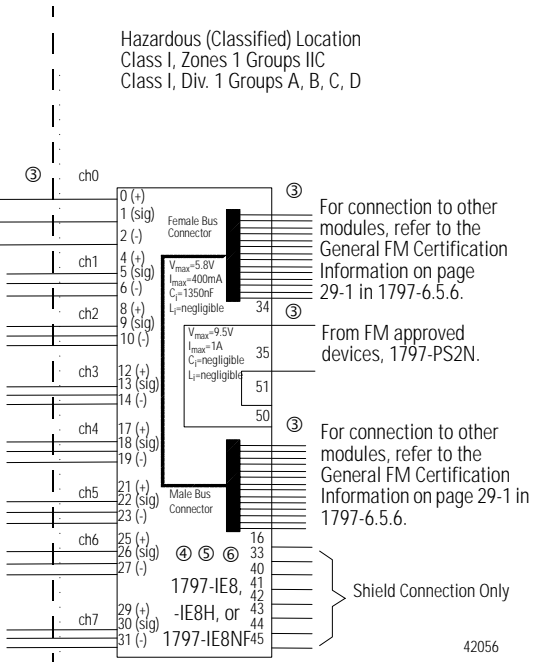 Hazardous (Classified) Location
Class I, Zones 1 Groups IIC
Class I, Div. 1 Groups A, B, C, D
③
ch0
0 (+)
1 (sig)
2 (-)
ch1
4 (+)
5 (sig)
6 (-)
ch2
8 (+)
9 (sig)
10 (-)
ch3
12 (+)
13 (sig)
14 (-)
ch4
17 (+)
18 (sig)
19 (-)
ch5
21 (+)
22 (sig)
23 (-)
ch6
25 (+)
26 (sig)
27 (-)
ch7
29 (+)
30 (sig)
31 (-)
Female Bus
Connector
Vmax=5.8V
Imax=400mA
Ci=1350nF
Li=negligible
Vmax=9.5V
Imax=1A
Ci=negligible
Li=negligible
34
35
51
50
Male Bus
Connector
④ ⑤ ⑥
1797-IE8,
-IE8H, or
1797-IE8NF
16
33
40
41
42
43
44
45
③
For connection to other
modules, refer to the
General FM Certification
Information on page
29-1 in 1797-6.5.6.
③
From FM approved
devices, 1797-PS2N.
③
For connection to other
modules, refer to the
General FM Certification
Information on page 29-1 in
1797-6.5.6.
Shield Connection Only
42056